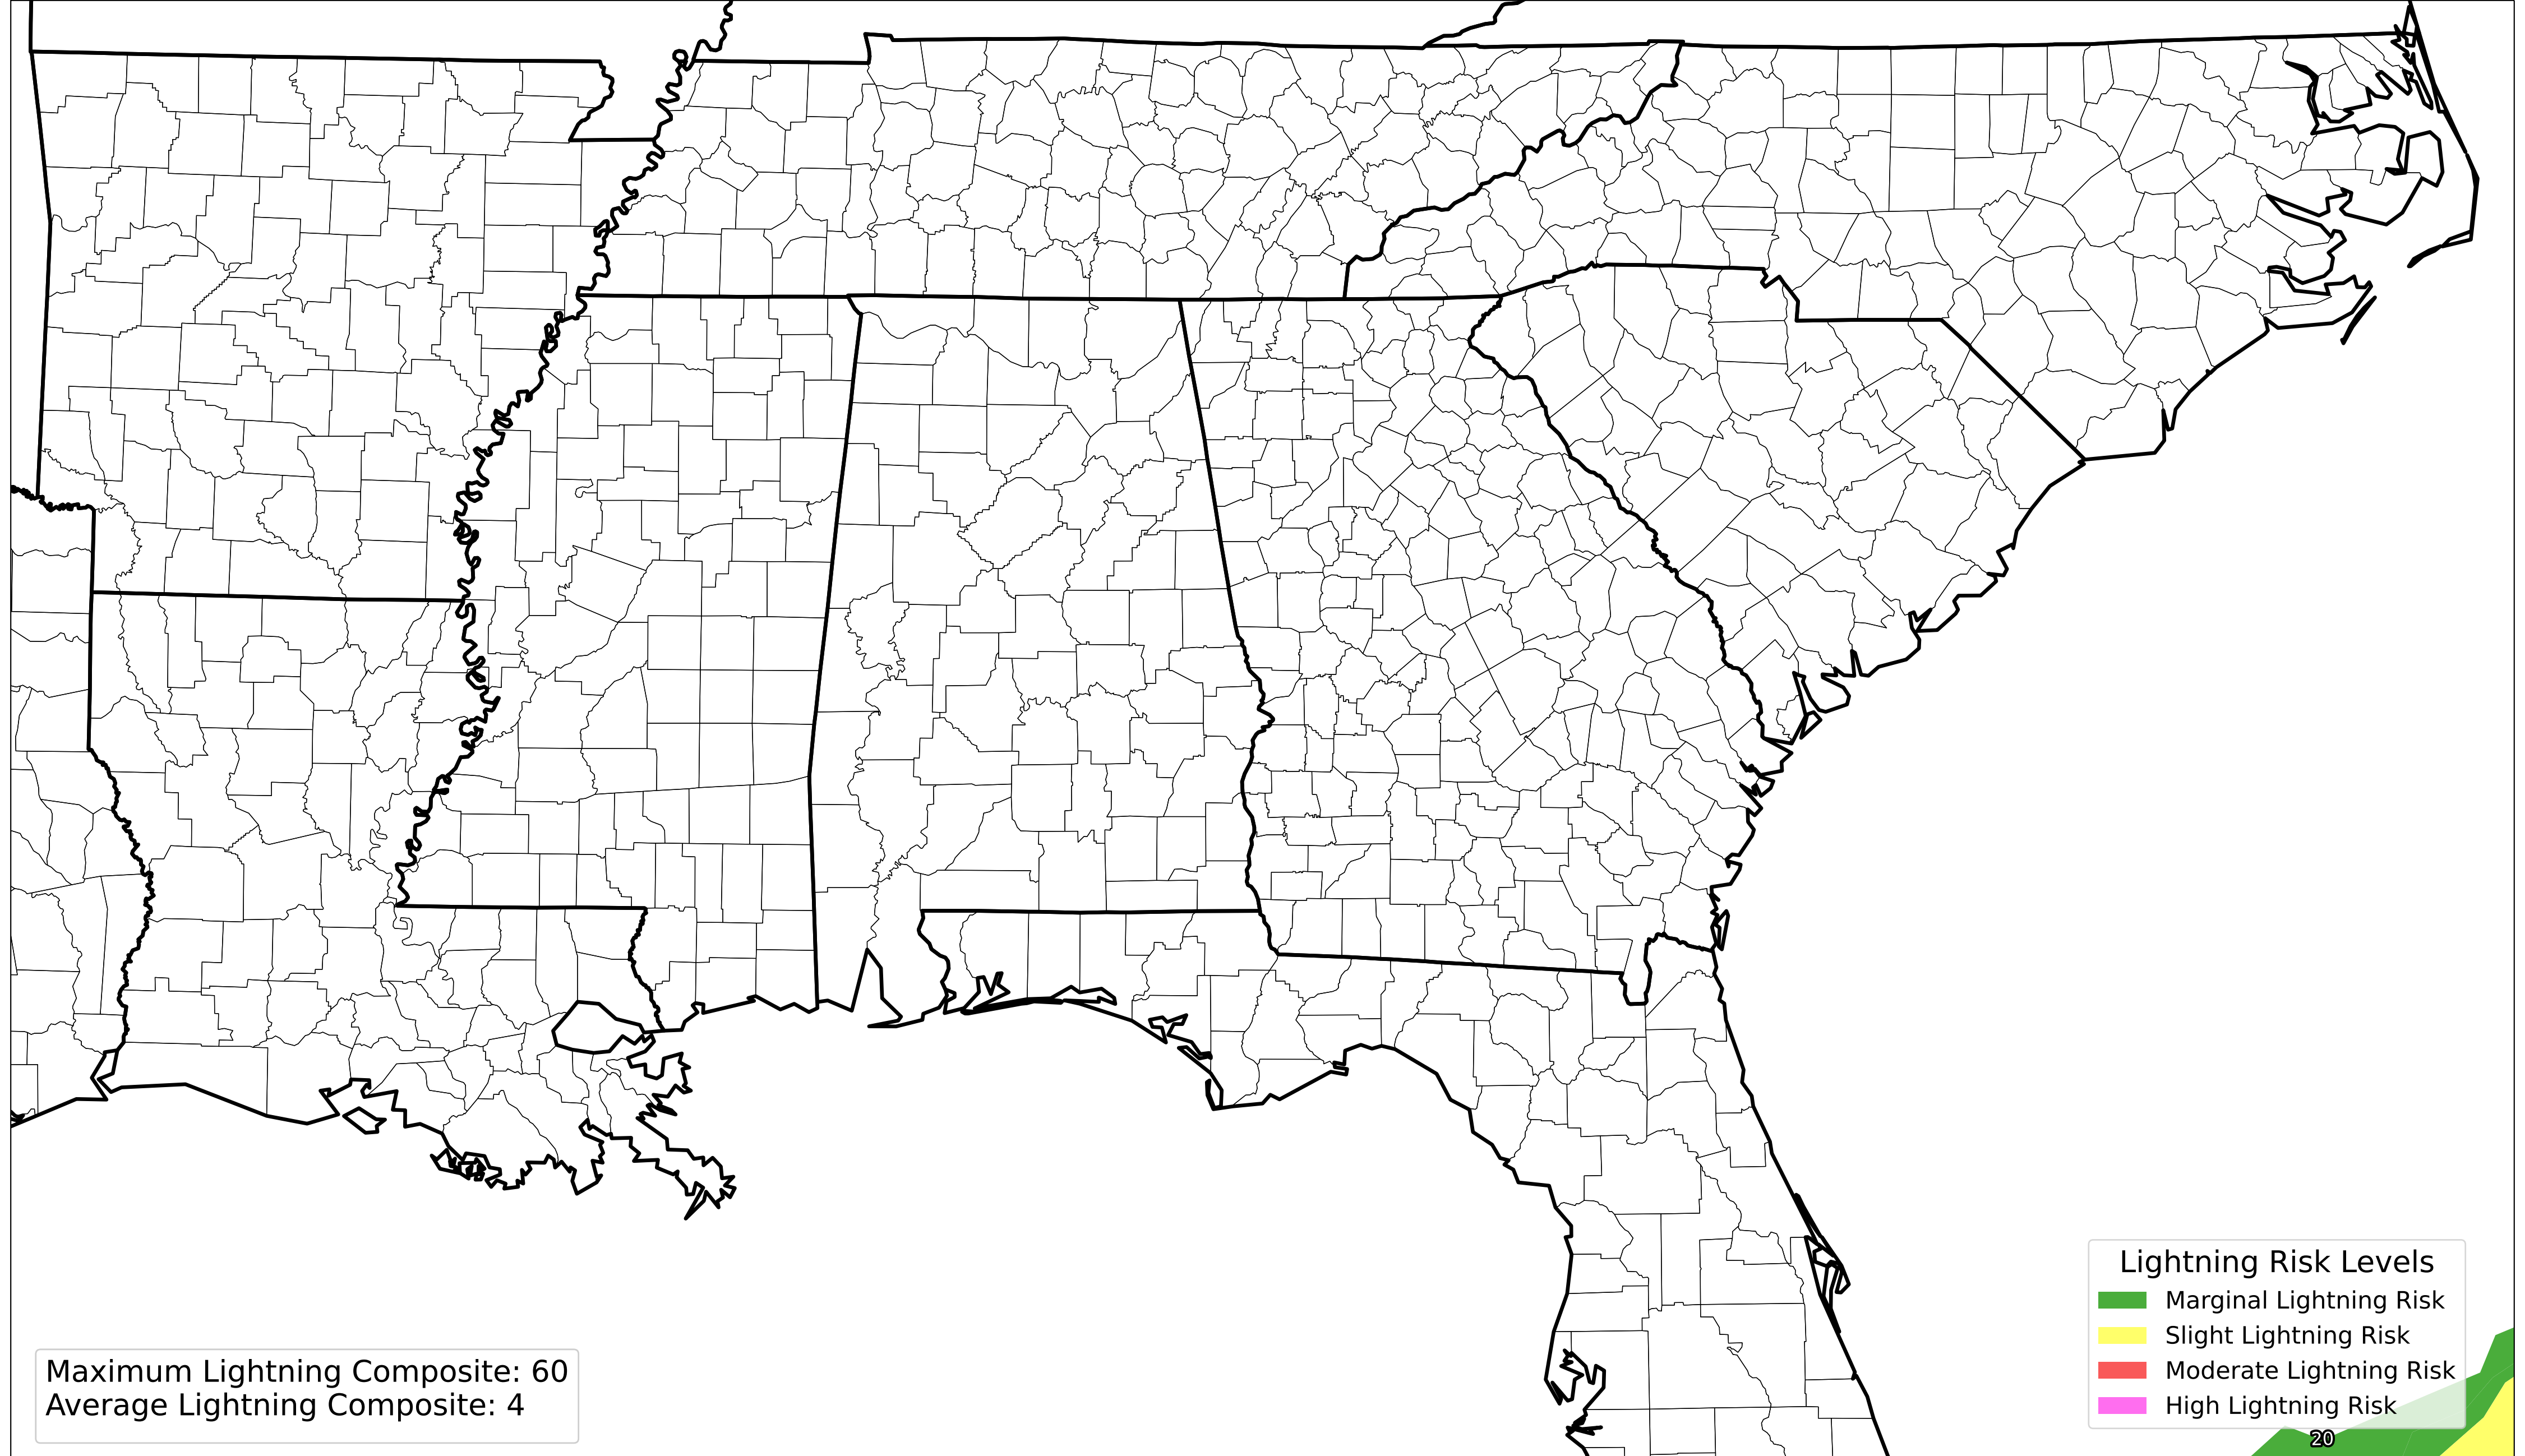 Lightning Risk Levels
Marginal Lightning Risk
Slight Lightning Risk
Moderate Lightning Risk
High Lightning Risk
Maximum Lightning Composite: 60
Average Lightning Composite: 4
20